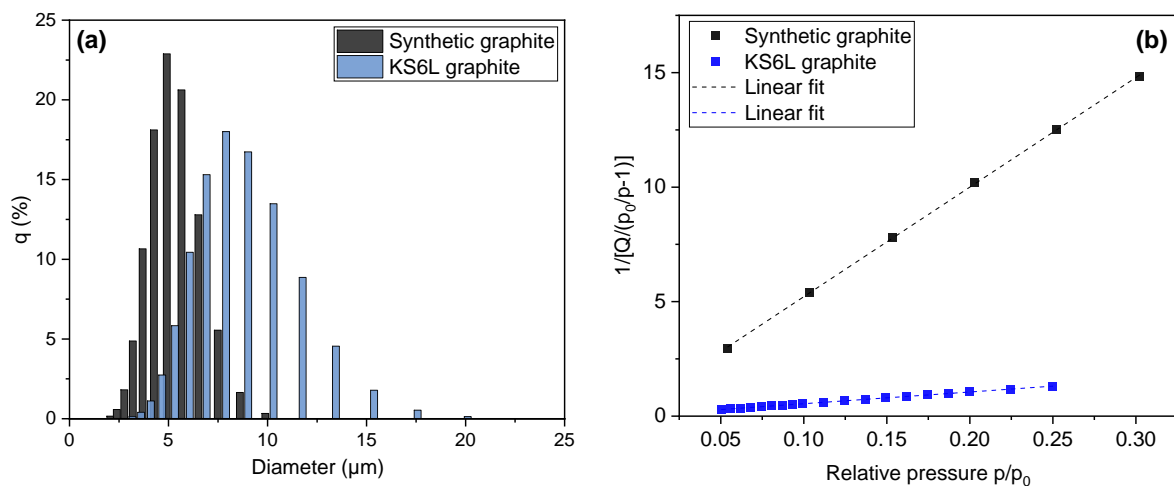 (a)
Synthetic graphite
KS6L graphite
25
20
15
10
5
0
q (%)
0 5 10 15 20 25
Diameter (µm)
(b)
Synthetic graphite
KS6L graphite
Linear fit
Linear fit
15
10
5
0
1/[Q/(p₀/p-1)]
0.05 0.10 0.15 0.20 0.25 0.30
Relative pressure p/p₀